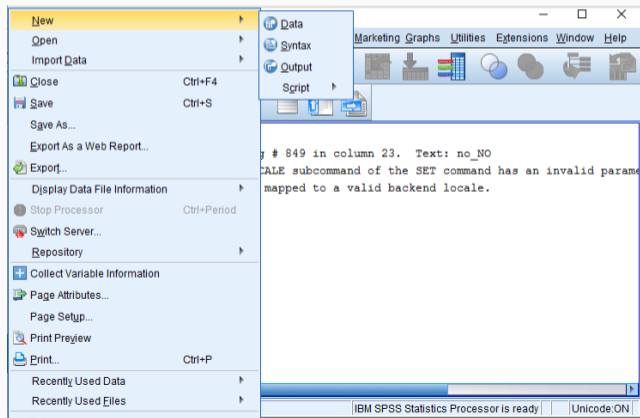 New
Open
Import Data
Close Ctrl+F4
Save Ctrl+S
Save As...
Export As a Web Report...
Export...
Display Data File Information
Stop Processor Ctrl+Period
Switch Server...
Repository
Collect Variable Information
Page Attributes...
Page Setup...
Print Preview
Print... Ctrl+P
Recently Used Data
Recently Used Files
Data
Syntax
Output
Script
Marketing Graphs Utilities Extensions Window Help
g # 849 in column 23. Text: no_NO
CALE subcommand of the SET command has an invalid parame
mapped to a valid backend locale.
IBM SPSS Statistics Processor is ready Unicode:ON